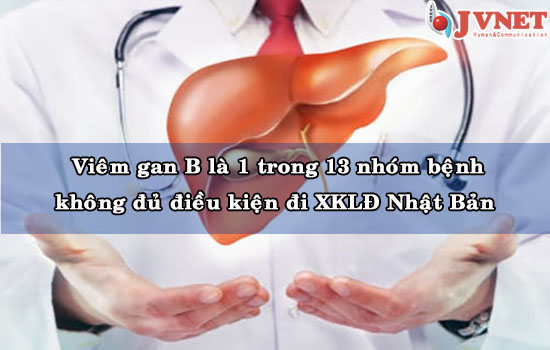 JVNET
Human&Communication
Viêm gan B là 1 trong 13 nhóm bệnh
không đủ điều kiện đi XKLĐ Nhật Bản